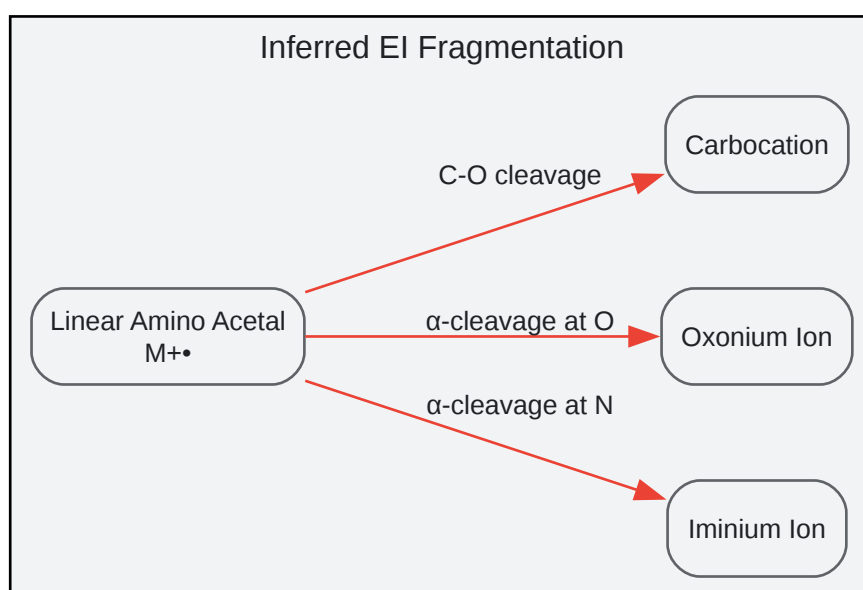 Inferred EI Fragmentation
Carbocation
C-O cleavage
Linear Amino Acetal
M+•
α-cleavage at O
Oxonium Ion
α-cleavage at N
Iminium Ion